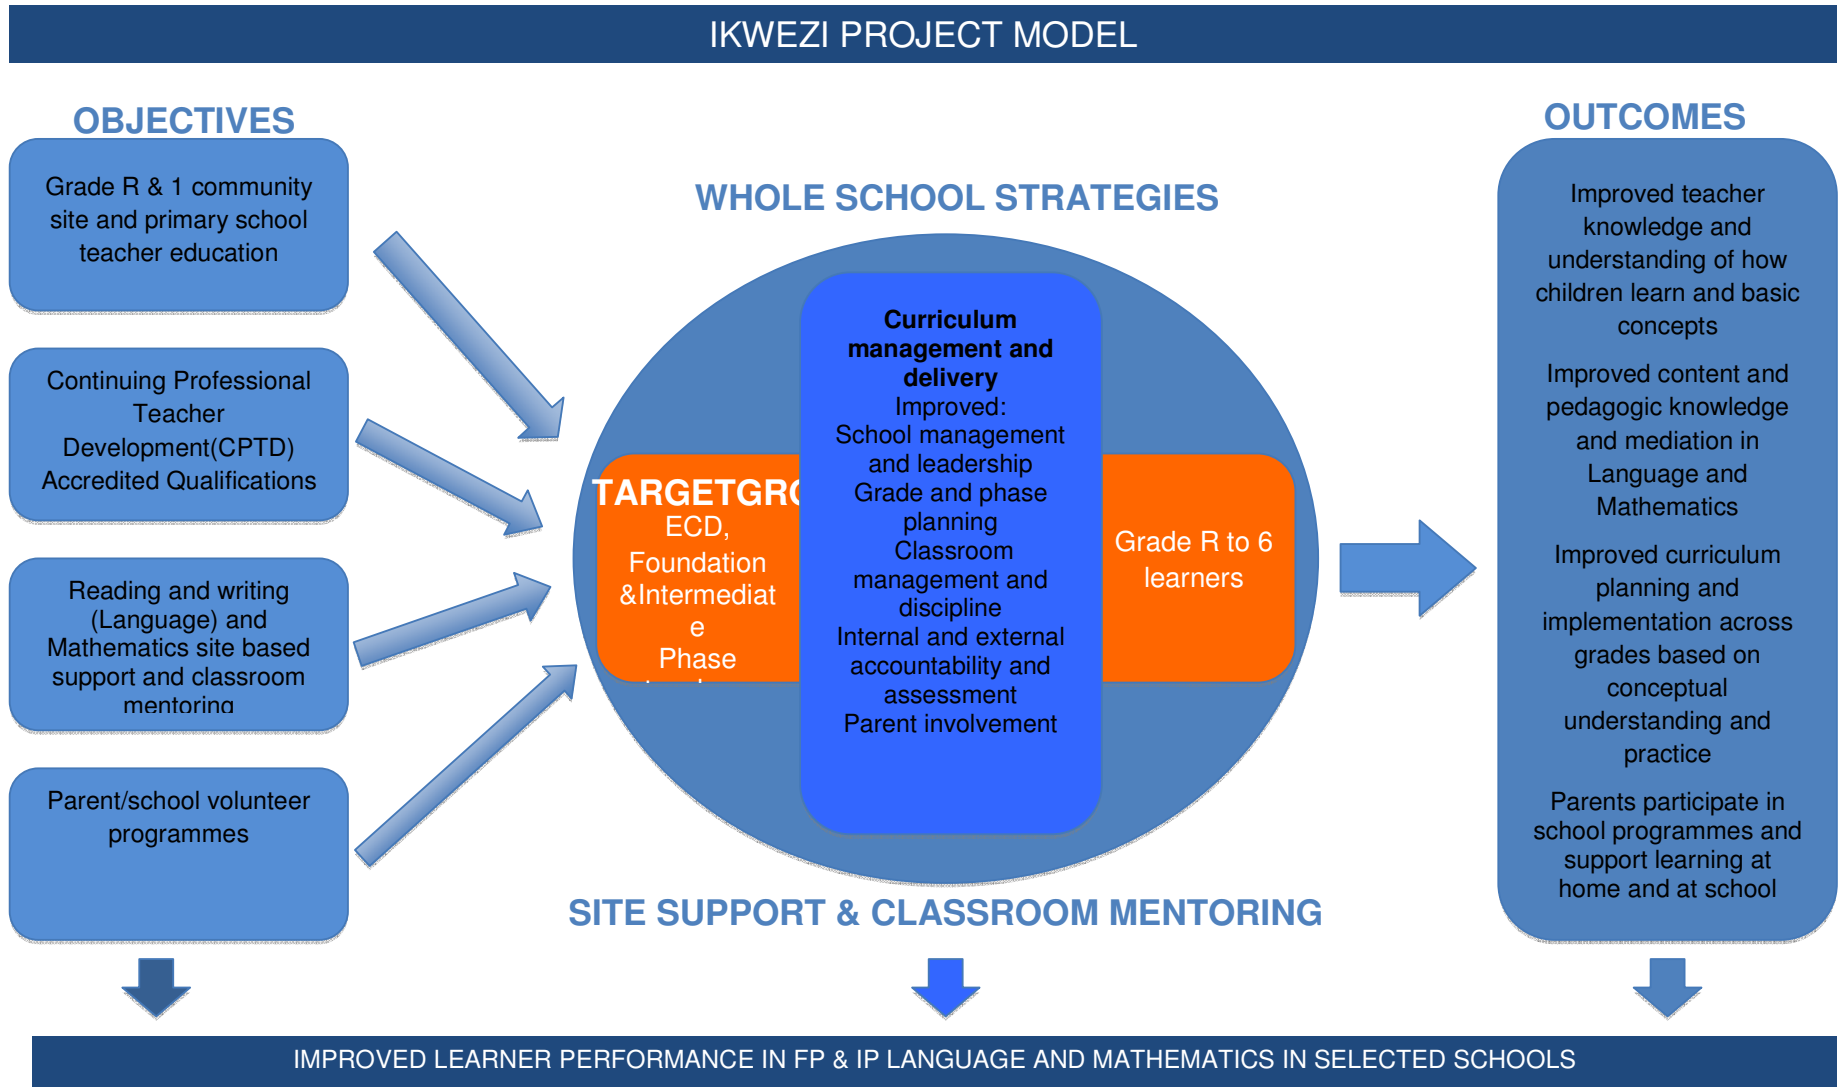 IKWEZI PROJECT MODEL
OBJECTIVES
Grade R & 1 community
site and primary school
teacher education
Continuing Professional
Teacher
Development(CPTD)
Accredited Qualifications
Reading and writing
(Language) and
Mathematics site based
support and classroom
mentoring
Parent/school volunteer
programmes
WHOLE SCHOOL STRATEGIES
TARGETGRO
ECD,
Foundation
&Intermediat
e
Phase
Curriculum
management and
delivery
Improved:
School management
and leadership
Grade and phase
planning
Classroom
management and
discipline
Internal and external
accountability and
assessment
Parent involvement
Grade R to 6
learners
SITE SUPPORT & CLASSROOM MENTORING
OUTCOMES
Improved teacher
knowledge and
understanding of how
children learn and basic
concepts
Improved content and
pedagogic knowledge
and mediation in
Language and
Mathematics
Improved curriculum
planning and
implementation across
grades based on
conceptual
understanding and
practice
Parents participate in
school programmes and
support learning at
home and at school
IMPROVED LEARNER PERFORMANCE IN FP & IP LANGUAGE AND MATHEMATICS IN SELECTED SCHOOLS